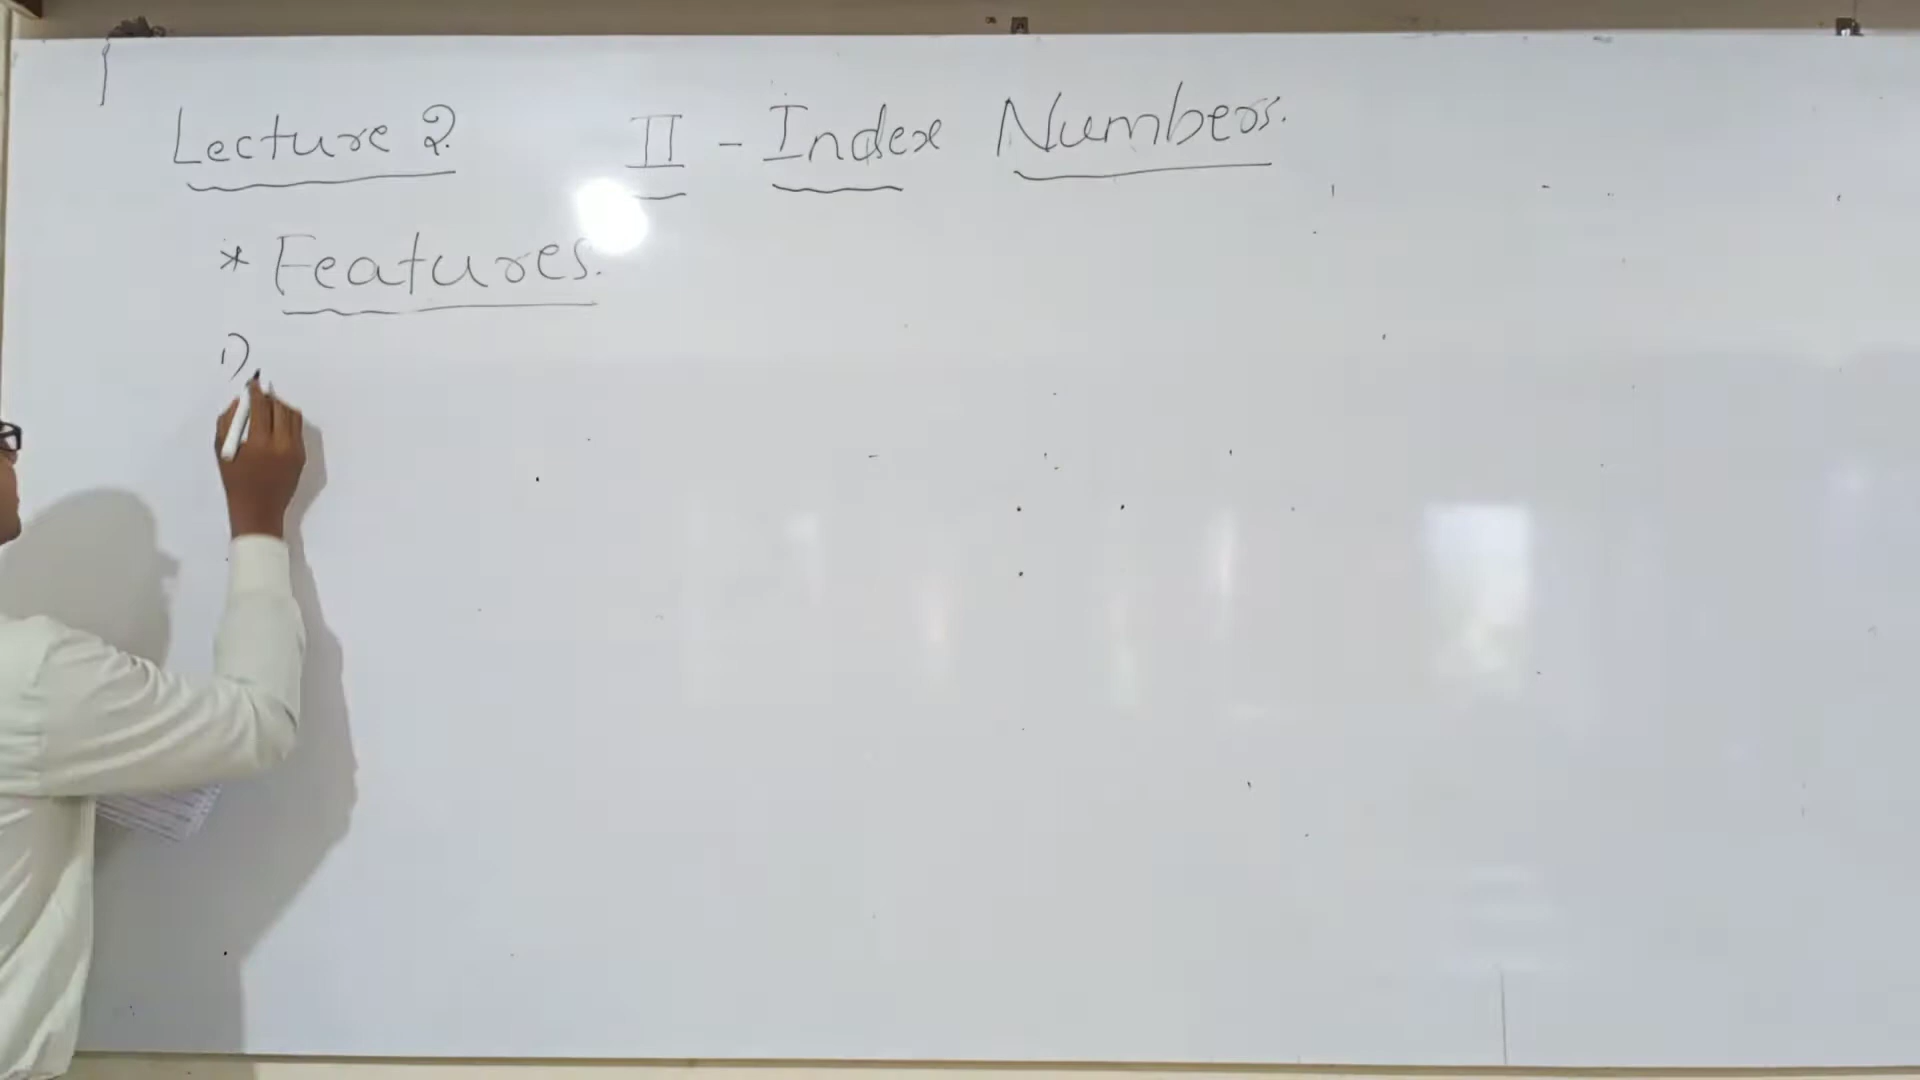 Lecture 2. II - Index Numbers.
* Features.
1)